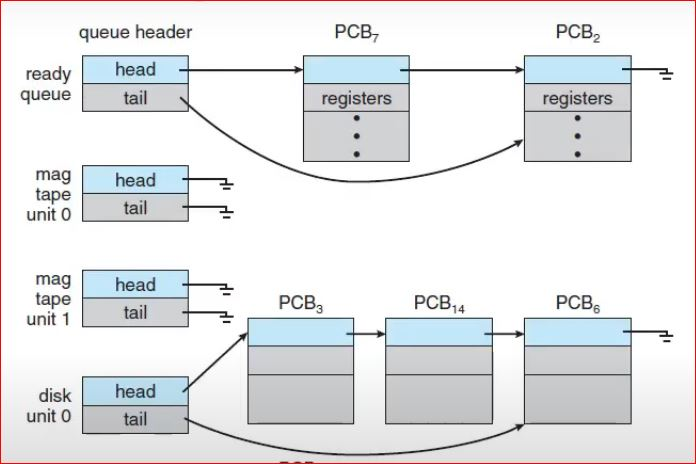 queue header
PCB7
PCB2
ready
queue
head
tail
registers
registers
mag
tape
unit 0
head
tail
mag
tape
unit 1
head
tail
PCB3
PCB14
PCB6
disk
unit 0
head
tail